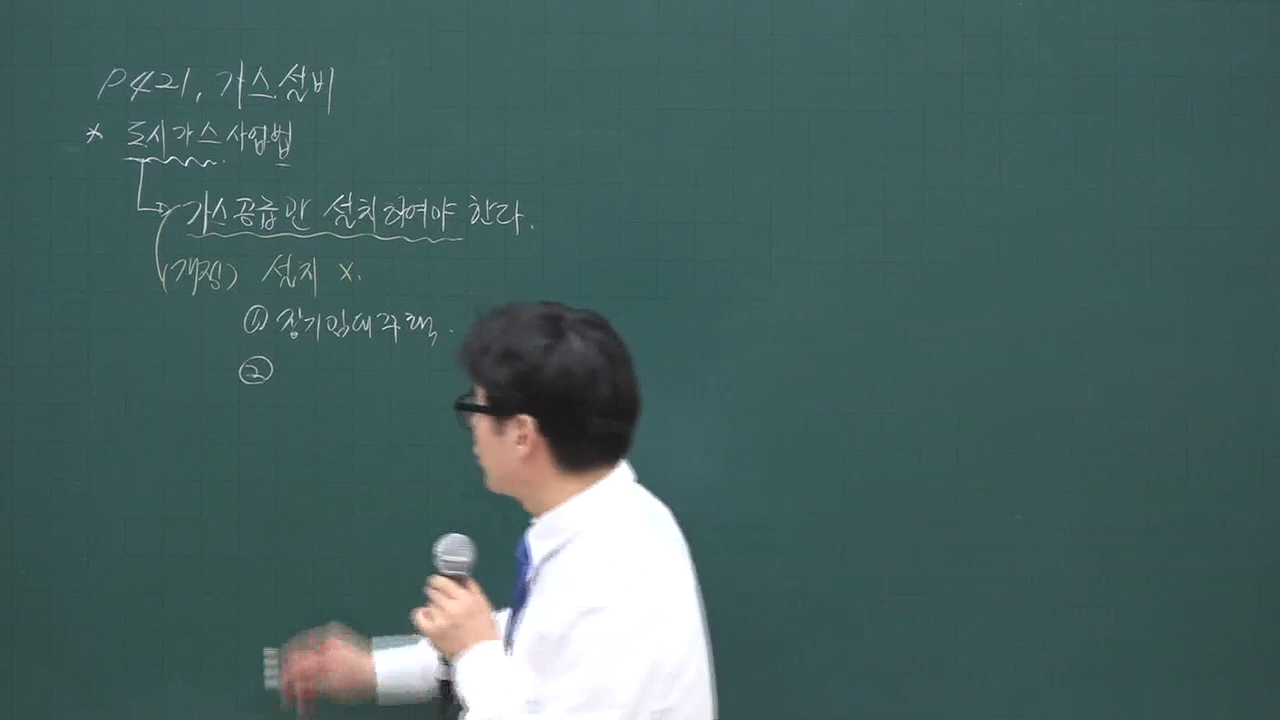 P421. 가스설비
* 도시가스사업법
가스공급만 설치하여야 한다.
(개정) 설치 X.
① 장기임대주택.
②